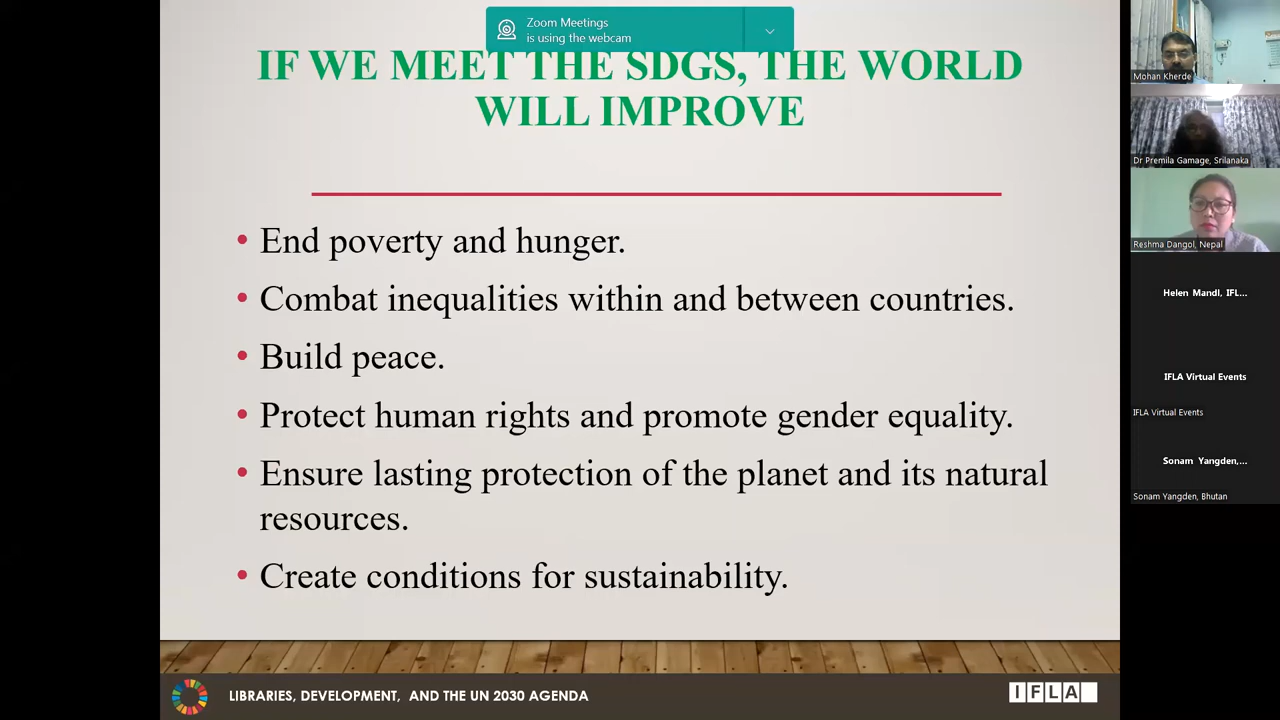 Zoom Meetings
is using the webcam
IF WE MEET THE SDGS, THE WORLD
WILL IMPROVE
• End poverty and hunger.
• Combat inequalities within and between countries.
• Build peace.
• Protect human rights and promote gender equality.
• Ensure lasting protection of the planet and its natural
resources.
• Create conditions for sustainability.
LIBRARIES, DEVELOPMENT, AND THE UN 2030 AGENDA
IFLA
Mohan Kherde
Dr Premila Gamage, Srilanaka
Reshma Dangol, Nepal
Helen Mandl, IFL...
IFLA Virtual Events
IFLA Virtual Events
Sonam Yangden,...
Sonam Yangden, Bhutan